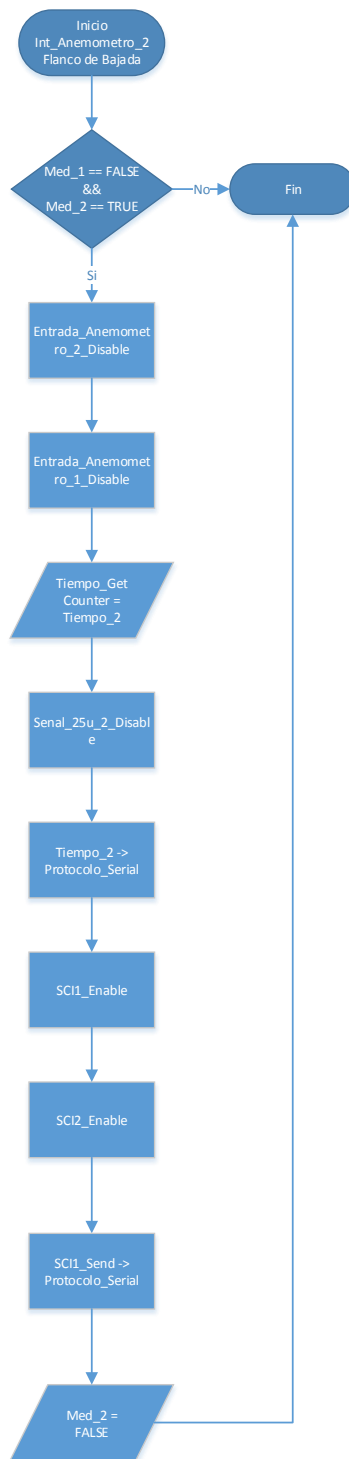 Inicio
Int_Anemometro_2
Flanco de Bajada
Med_1 == FALSE
&&
Med_2 == TRUE
No
Fin
Si
Entrada_Anemomet
ro_2_Disable
Entrada_Anemomet
ro_1_Disable
Tiempo_Get
Counter =
Tiempo_2
Senal_25u_2_Disabl
e
Tiempo_2 ->
Protocolo_Serial
SCI1_Enable
SCI2_Enable
SCI1_Send ->
Protocolo_Serial
Med_2 =
FALSE